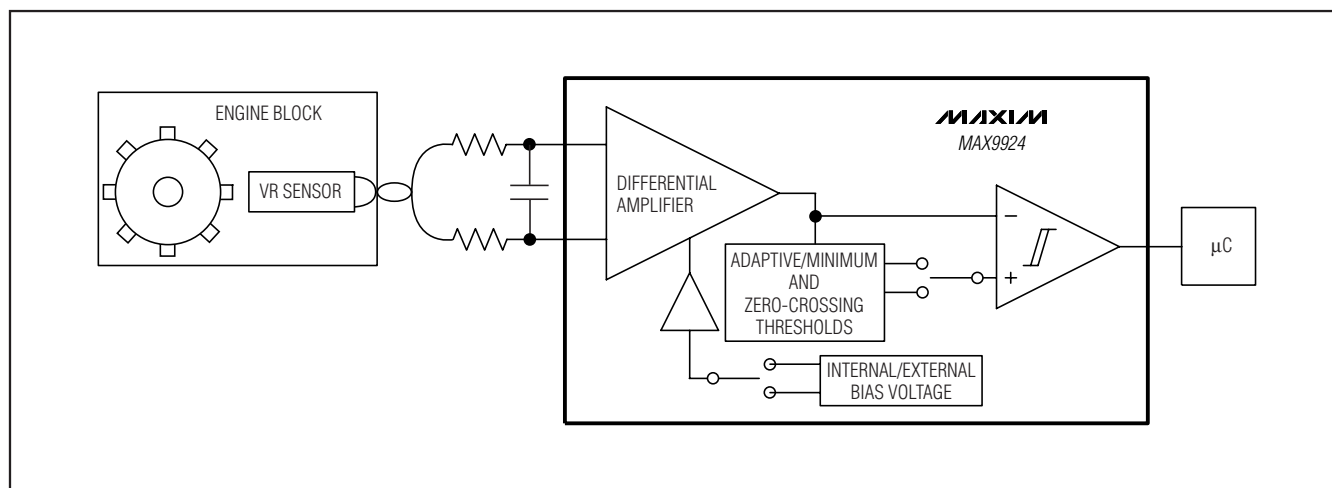 ENGINE BLOCK
VR SENSOR
DIFFERENTIAL
AMPLIFIER
MAXIM
MAX9924
ADAPTIVE/MINIMUM
AND
ZERO-CROSSING
THRESHOLDS
−
+
μC
INTERNAL/EXTERNAL
BIAS VOLTAGE